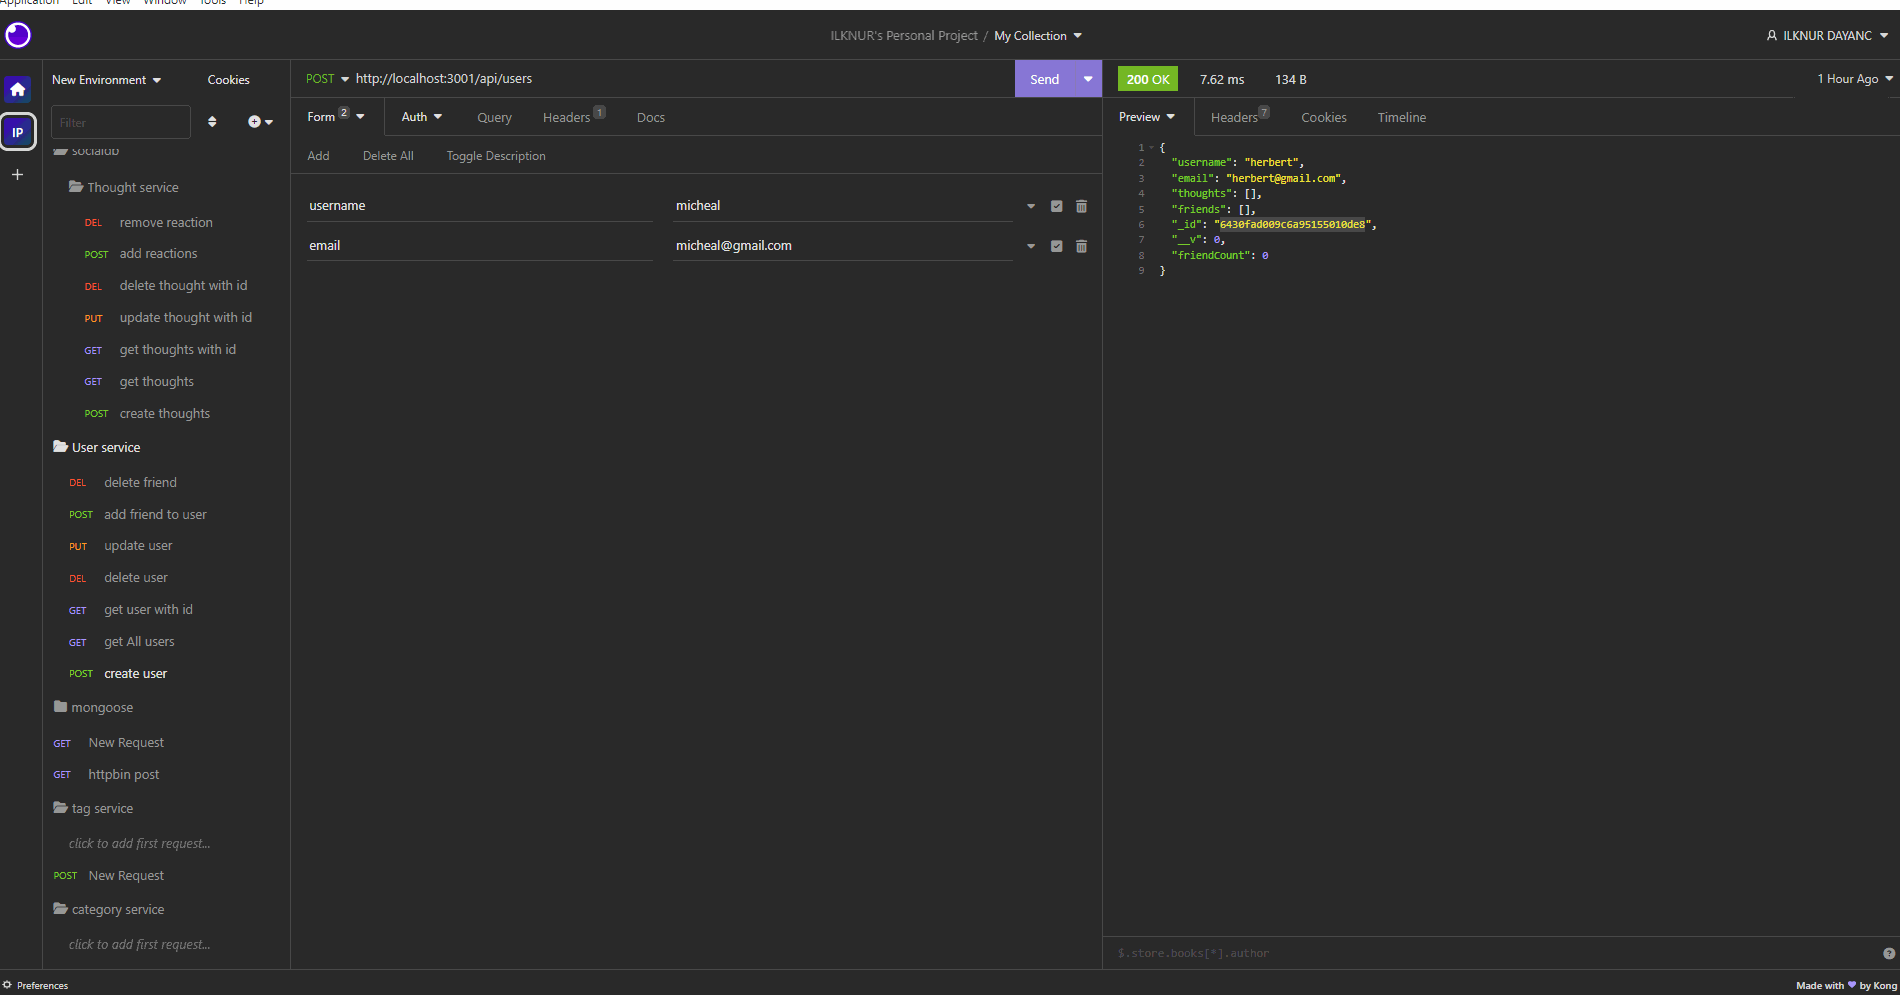 Application Edit View Window Tools Help
ILKNUR's Personal Project / My Collection
ILKNUR DAYANC
New Environment
Cookies
IP
Filter
socialdb
Thought service
DEL remove reaction
POST add reactions
DEL delete thought with id
PUT update thought with id
GET get thoughts with id
GET get thoughts
POST create thoughts
User service
DEL delete friend
POST add friend to user
PUT update user
DEL delete user
GET get user with id
GET get All users
POST create user
mongoose
GET New Request
GET httpbin post
tag service
click to add first request...
POST New Request
category service
click to add first request...
POST http://localhost:3001/api/users
Send
Form 2 Auth Query Headers 1 Docs
Add Delete All Toggle Description
username micheal
email micheal@gmail.com
200 OK 7.62 ms 134 B 1 Hour Ago
Preview Headers 7 Cookies Timeline
1 {
2 "username": "herbert",
3 "email": "herbert@gmail.com",
4 "thoughts": [],
5 "friends": [],
6 "_id": "6430fad009c6a95155010de8",
7 "__v": 0,
8 "friendCount": 0
9 }
$.store.books[*].author
?
Preferences
Made with 💜 by Kong